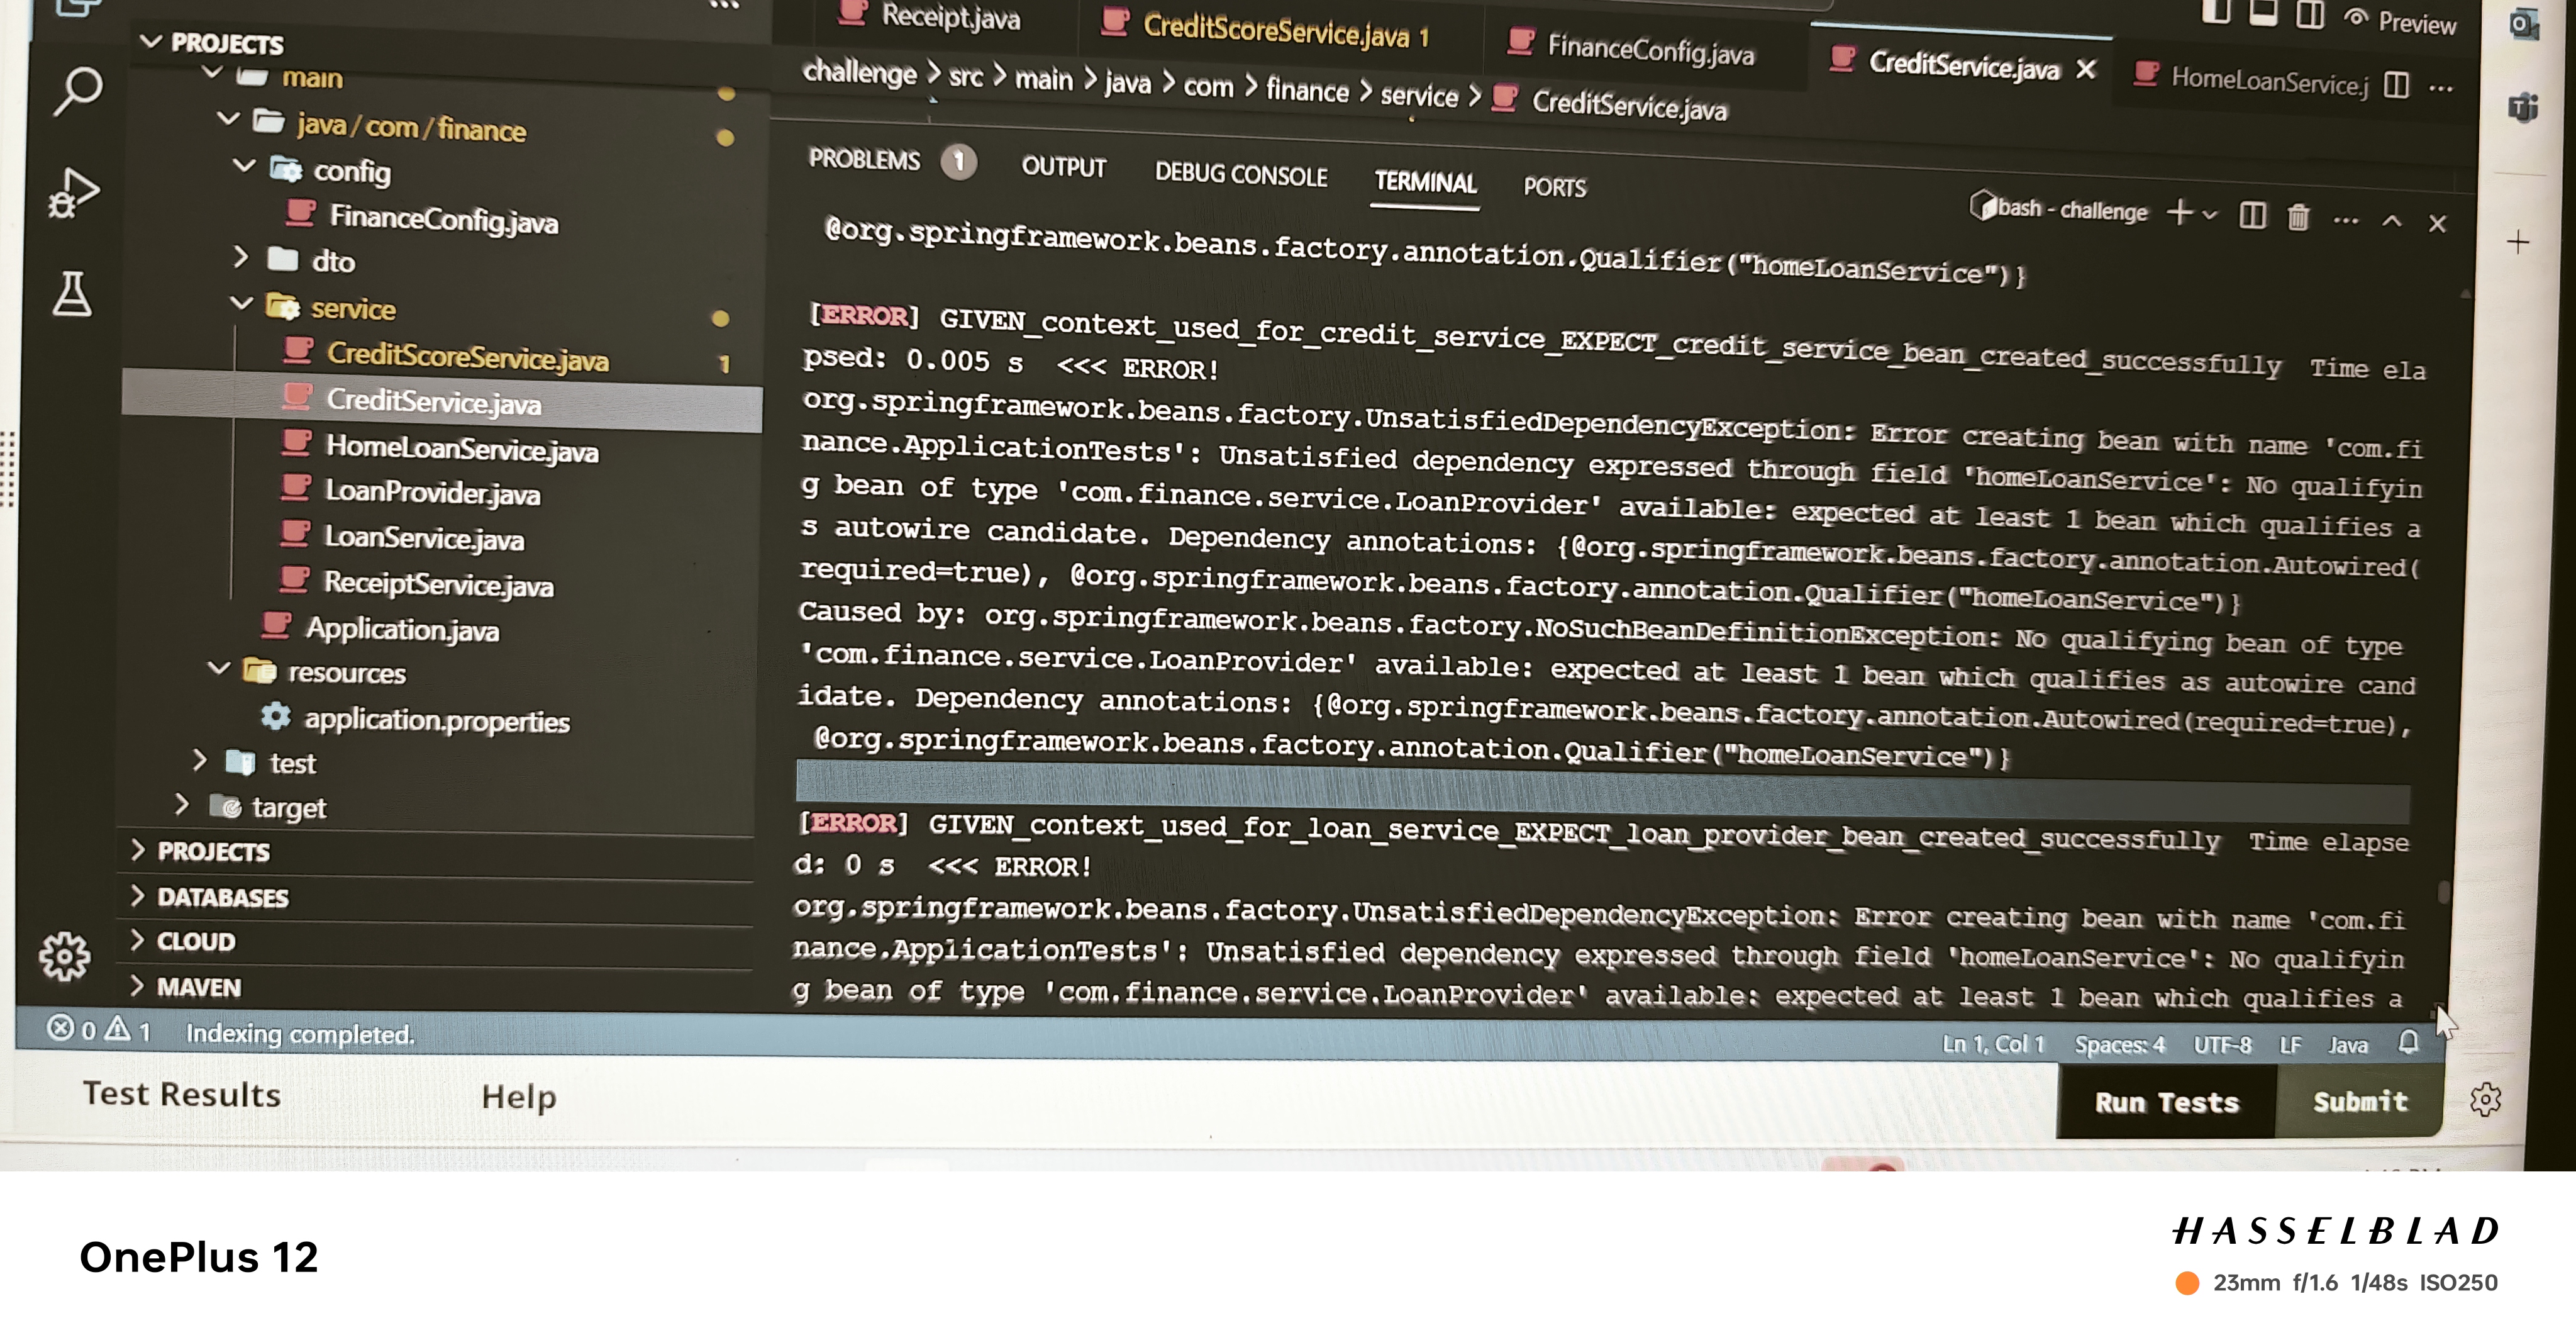 PROJECTS
main
java/com/finance
config
FinanceConfig.java
dto
service
CreditScoreService.java 1
CreditService.java
HomeLoanService.java
LoanProvider.java
LoanService.java
ReceiptService.java
Application.java
resources
application.properties
test
target
PROJECTS
DATABASES
CLOUD
MAVEN
Receipt.java CreditScoreService.java 1 FinanceConfig.java CreditService.java HomeLoanService.j Preview
challenge > src > main > java > com > finance > service > CreditService.java
PROBLEMS 1 OUTPUT DEBUG CONSOLE TERMINAL PORTS
bash - challenge
@org.springframework.beans.factory.annotation.Qualifier("homeLoanService")}
[ERROR] GIVEN_context_used_for_credit_service_EXPECT_credit_service_bean_created_successfully Time ela
psed: 0.005 s <<< ERROR!
org.springframework.beans.factory.UnsatisfiedDependencyException: Error creating bean with name 'com.fi
nance.ApplicationTests': Unsatisfied dependency expressed through field 'homeLoanService': No qualifyin
g bean of type 'com.finance.service.LoanProvider' available: expected at least 1 bean which qualifies a
s autowire candidate. Dependency annotations: {@org.springframework.beans.factory.annotation.Autowired(
required=true), @org.springframework.beans.factory.annotation.Qualifier("homeLoanService")}
Caused by: org.springframework.beans.factory.NoSuchBeanDefinitionException: No qualifying bean of type
'com.finance.service.LoanProvider' available: expected at least 1 bean which qualifies as autowire cand
idate. Dependency annotations: {@org.springframework.beans.factory.annotation.Autowired(required=true),
@org.springframework.beans.factory.annotation.Qualifier("homeLoanService")}
[ERROR] GIVEN_context_used_for_loan_service_EXPECT_loan_provider_bean_created_successfully Time elapse
d: 0 s <<< ERROR!
org.springframework.beans.factory.UnsatisfiedDependencyException: Error creating bean with name 'com.fi
nance.ApplicationTests': Unsatisfied dependency expressed through field 'homeLoanService': No qualifyin
g bean of type 'com.finance.service.LoanProvider' available: expected at least 1 bean which qualifies a
0 1 Indexing completed. Ln 1, Col 1 Spaces: 4 UTF-8 LF Java
Test Results Help Run Tests Submit
OnePlus 12
HASSELBLAD
23mm f/1.6 1/48s ISO250